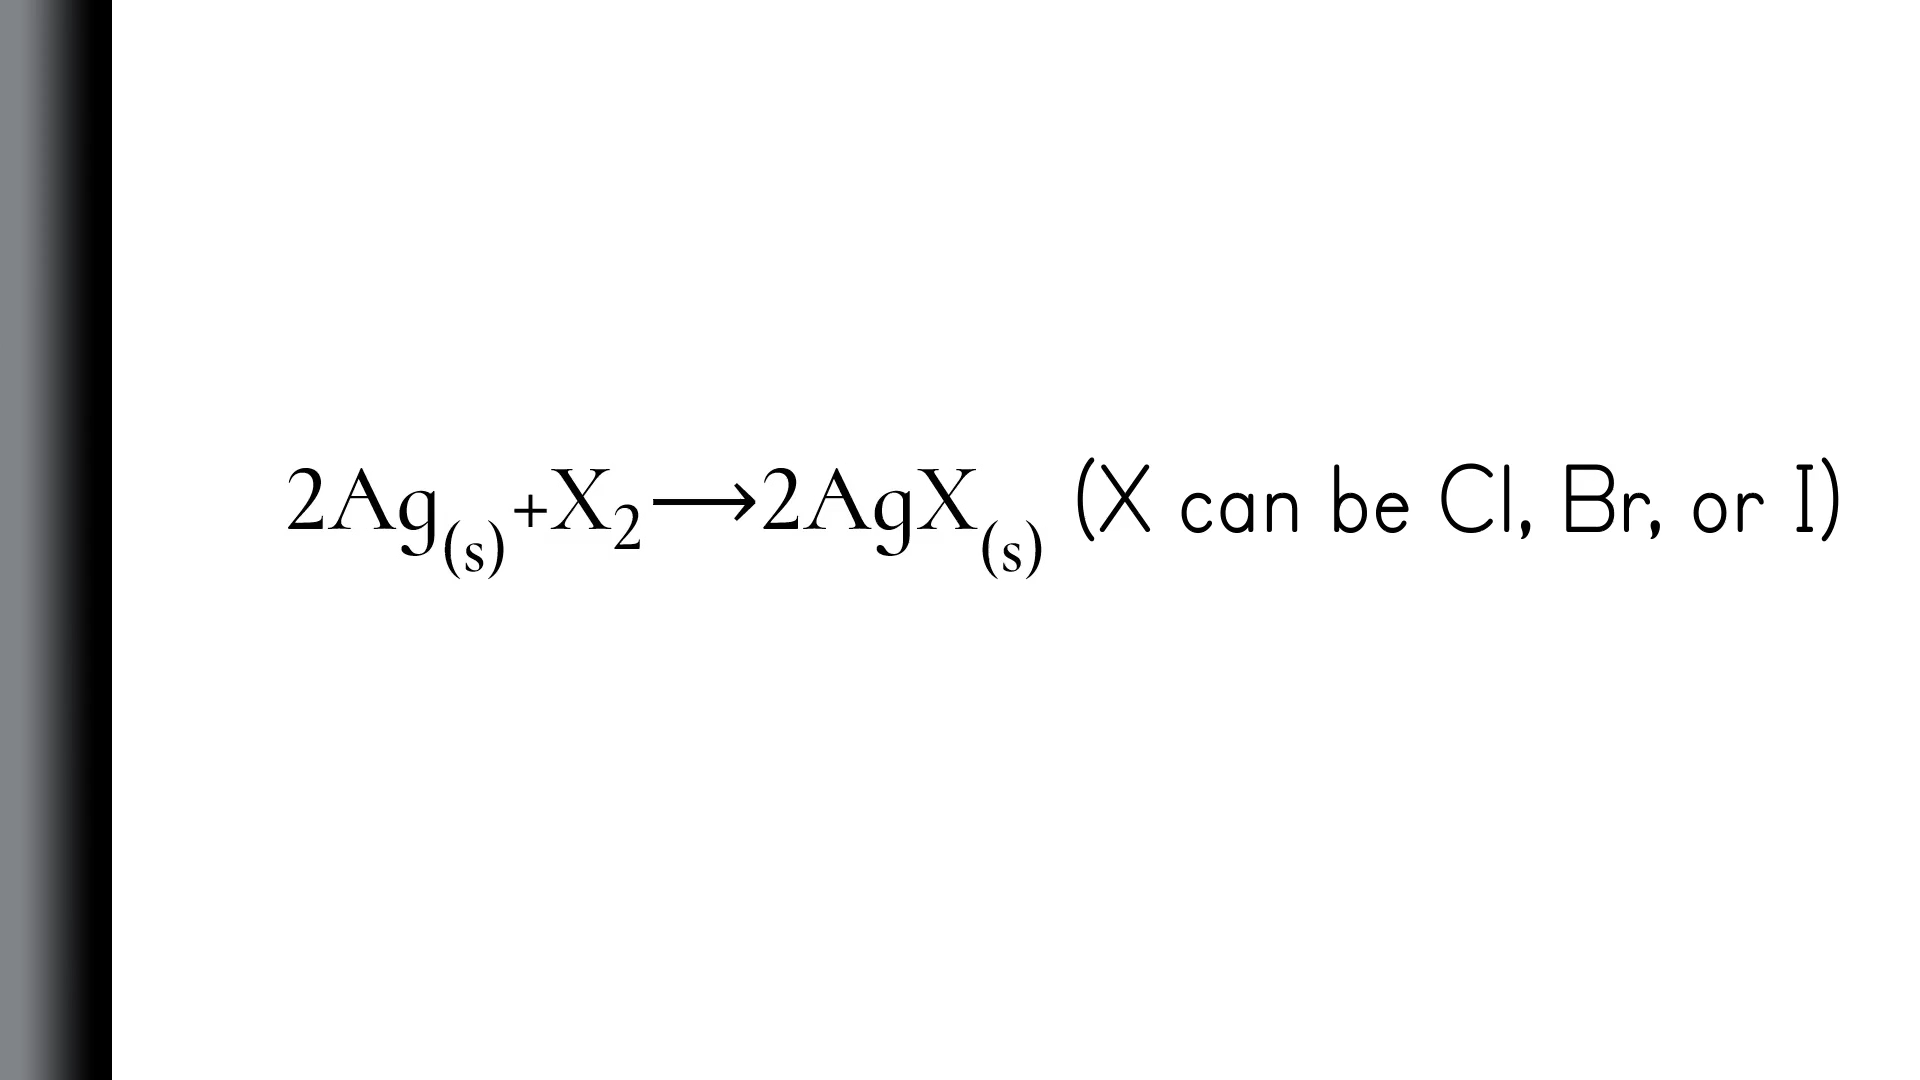 2Ag(s)+X2⟶2AgX(s) (X can be Cl, Br, or I)